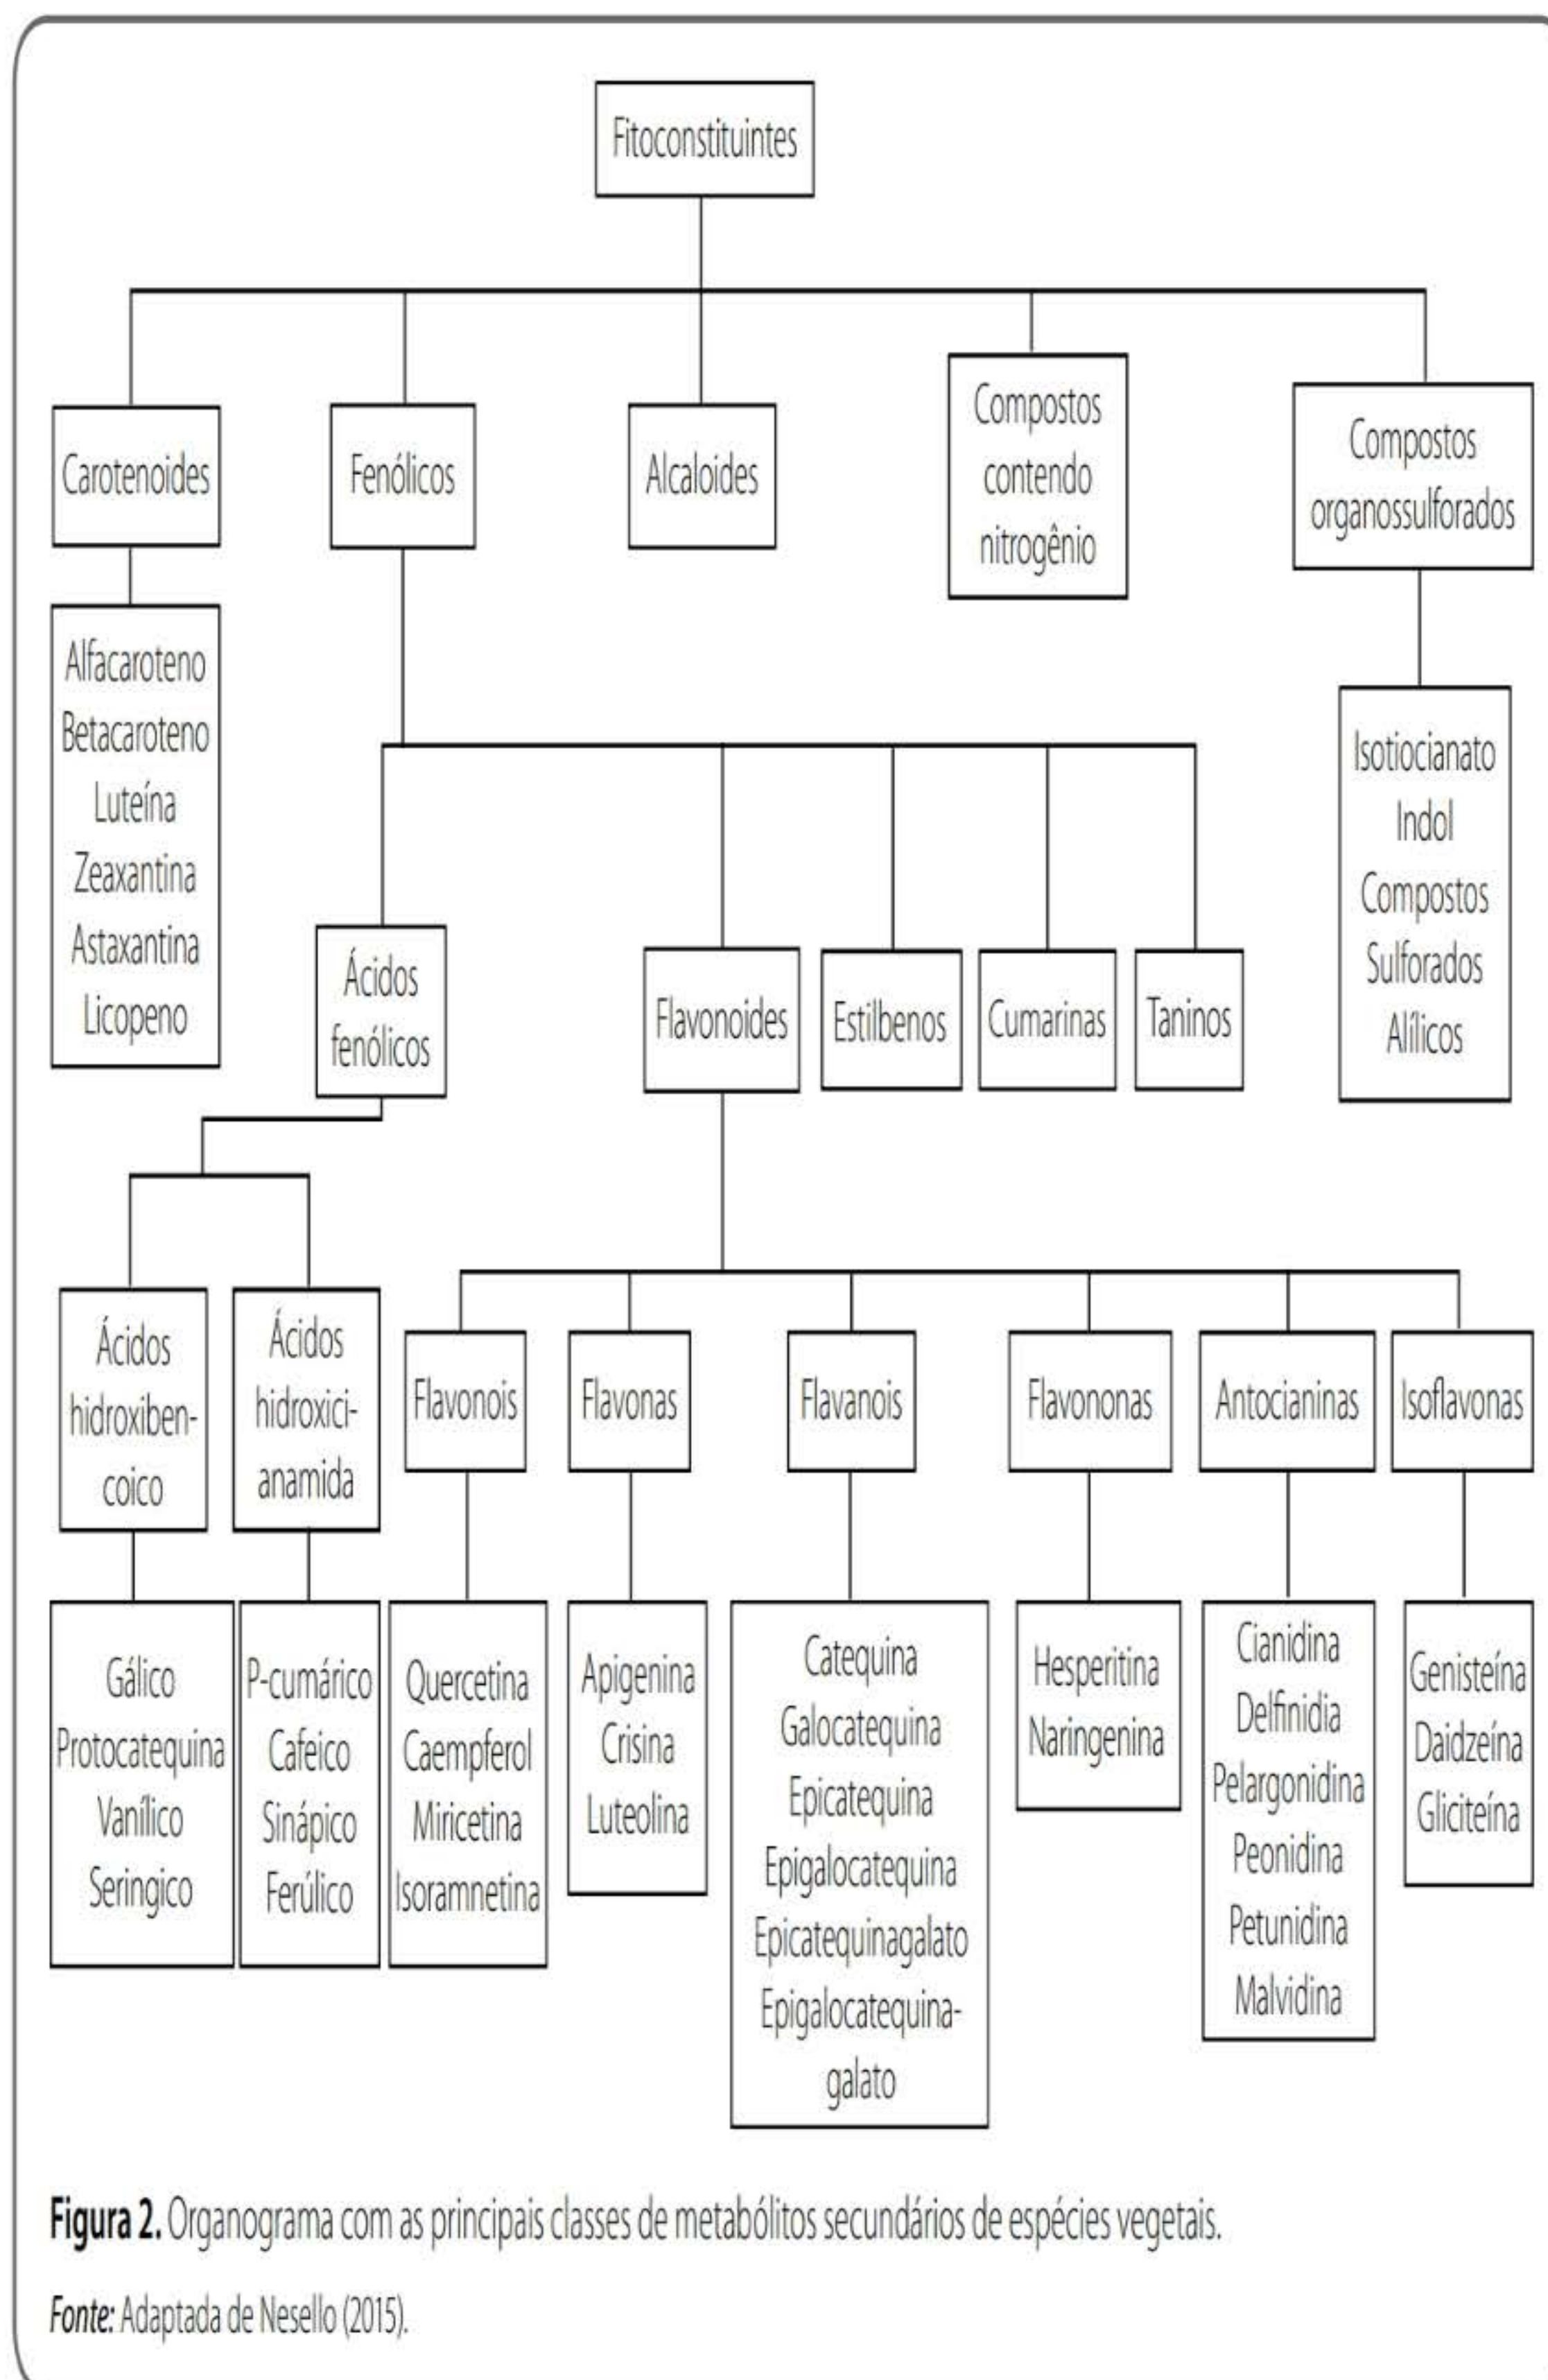 Fitoconstituintes
Carotenoides
Fenólicos
Alcaloides
Compostos
contendo
nitrogênio
Compostos
organossulforados
Alfacaroteno
Betacaroteno
Luteína
Zeaxantina
Astaxantina
Licopeno
Isotiocianato
Indol
Compostos
Sulforados
Alílicos
Ácidos
fenólicos
Flavonoides
Estilbenos
Cumarinas
Taninos
Ácidos
hidroxiben-
coico
Ácidos
hidroxici-
anamida
Flavonois
Flavonas
Flavanois
Flavononas
Antocianinas
Isoflavonas
Gálico
Protocatequina
Vanílico
Seringico
P-cumárico
Cafeico
Sinápico
Ferúlico
Quercetina
Caempferol
Miricetina
Isoramnetina
Apigenina
Crisina
Luteolina
Catequina
Galocatequina
Epicatequina
Epigalocatequina
Epicatequinagalato
Epigalocatequina-
galato
Hesperitina
Naringenina
Cianidina
Delfinidia
Pelargonidina
Peonidina
Petunidina
Malvidina
Genisteína
Daidzeína
Gliciteína
Figura 2. Organograma com as principais classes de metabólitos secundários de espécies vegetais.
Fonte: Adaptada de Nesello (2015).